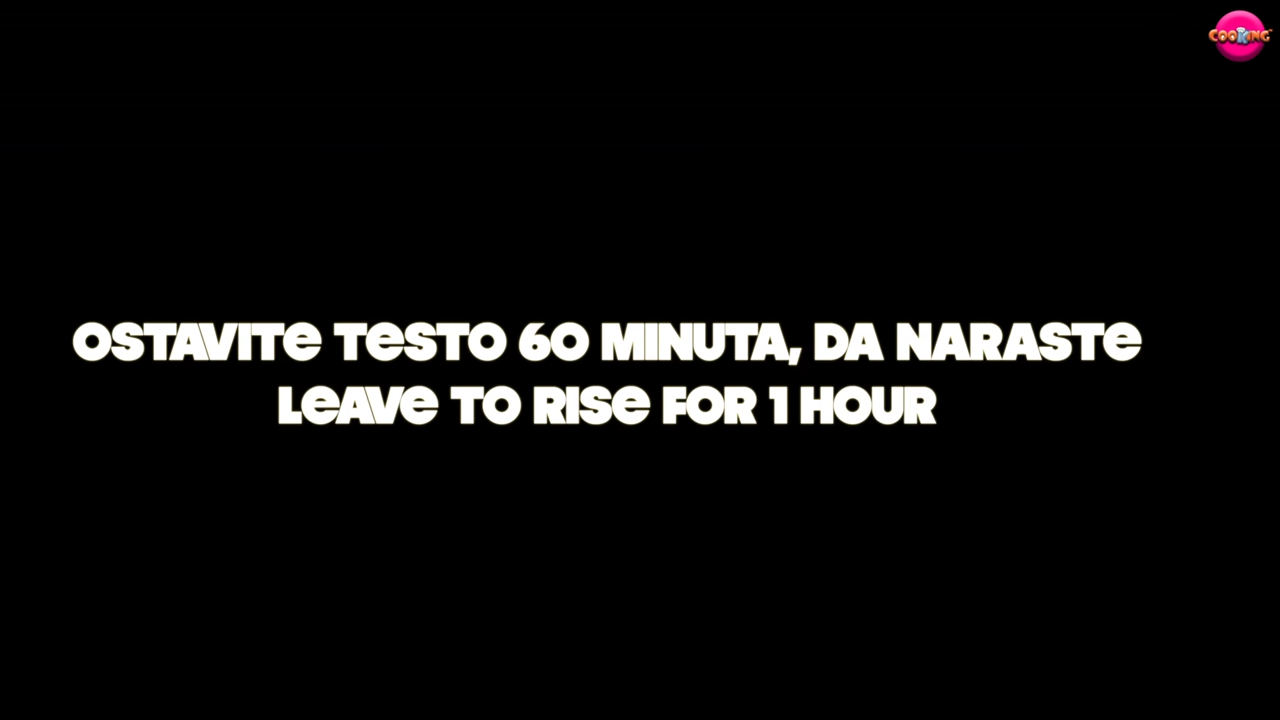 COOKING
OSTAVITE TESTO 60 MINUTA, DA NARASTE
LEAVE TO RISE FOR 1 HOUR